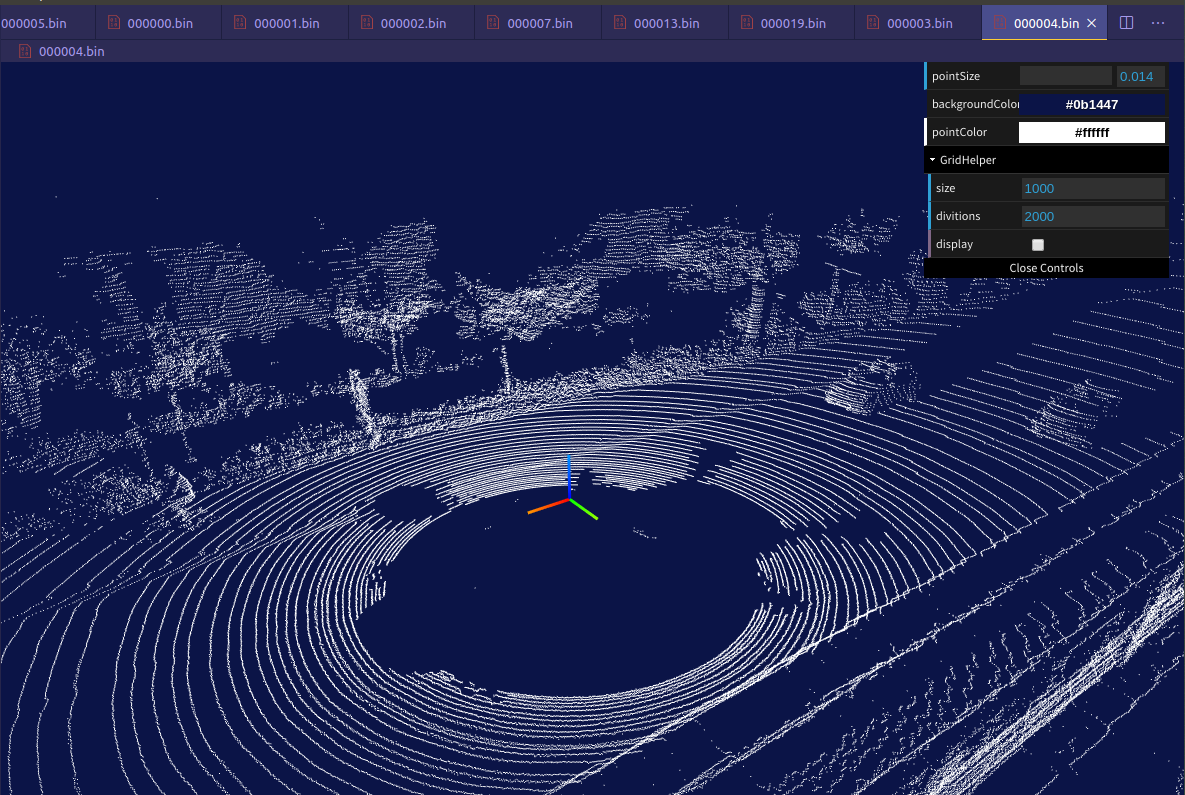 000005.bin 000000.bin 000001.bin 000002.bin 000007.bin 000013.bin 000019.bin 000003.bin 000004.bin
000004.bin
pointSize 0.014
backgroundColo #0b1447
pointColor #ffffff
GridHelper
size 1000
divitions 2000
display
Close Controls